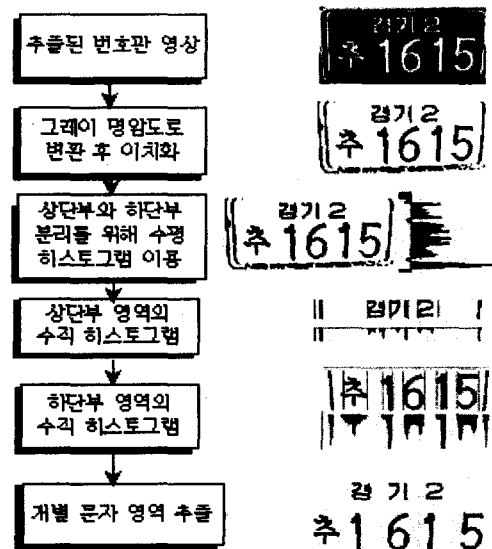 추출된 번호판 영상
경기 2
추 1615
그레이 명암도로
변환 후 이치화
경기 2
추 1615
상단부와 하단부
분리를 위해 수평
히스토그램 이용
경기 2
추 1615
상단부 영역의
수직 히스토그램
경기 2
하단부 영역의
수직 히스토그램
추 1615
개별 문자 영역 추출
경 기 2
추 1 6 1 5